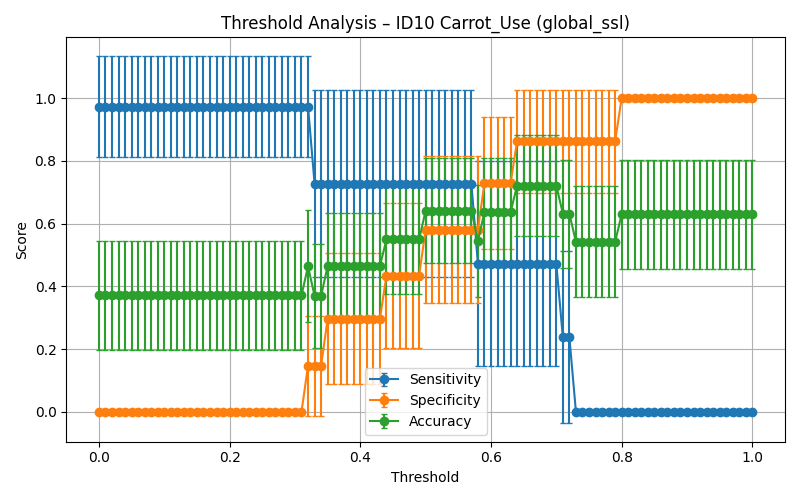 Threshold Analysis – ID10 Carrot_Use (global_ssl)
Score
1.0
0.8
0.6
0.4
0.2
0.0
Sensitivity
Specificity
Accuracy
0.0 0.2 0.4 0.6 0.8 1.0
Threshold